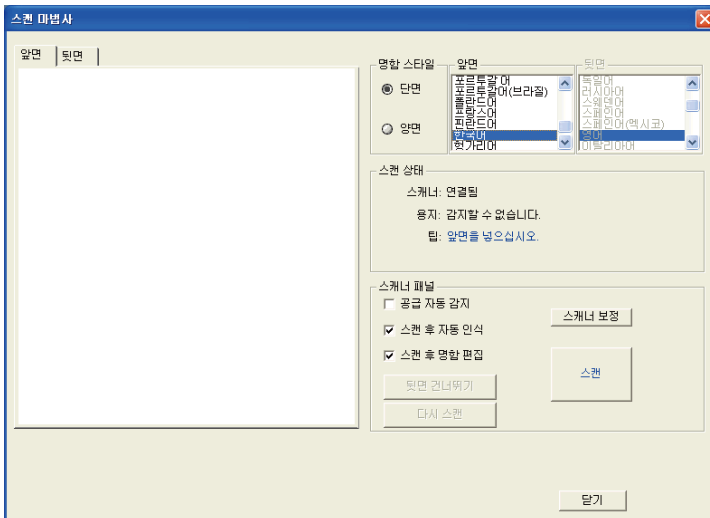 스캔 마법사
앞면 뒷면
명함 스타일
단면
양면
앞면
포르투갈 어
포르투갈어(브라질)
폴란드어
프랑스어
핀란드어
한국어
헝가리어
뒷면
독일어
러시아어
스웨덴어
스페인어
스페인어(멕시코)
영어
이탈리아어
스캔 상태
스캐너: 연결됨
용지: 감지할 수 없습니다.
팁: 앞면을 넣으십시오.
스캐너 패널
공급 자동 감지
스캔 후 자동 인식
스캔 후 명함 편집
뒷면 건너뛰기
다시 스캔
스캐너 보정
스캔
닫기